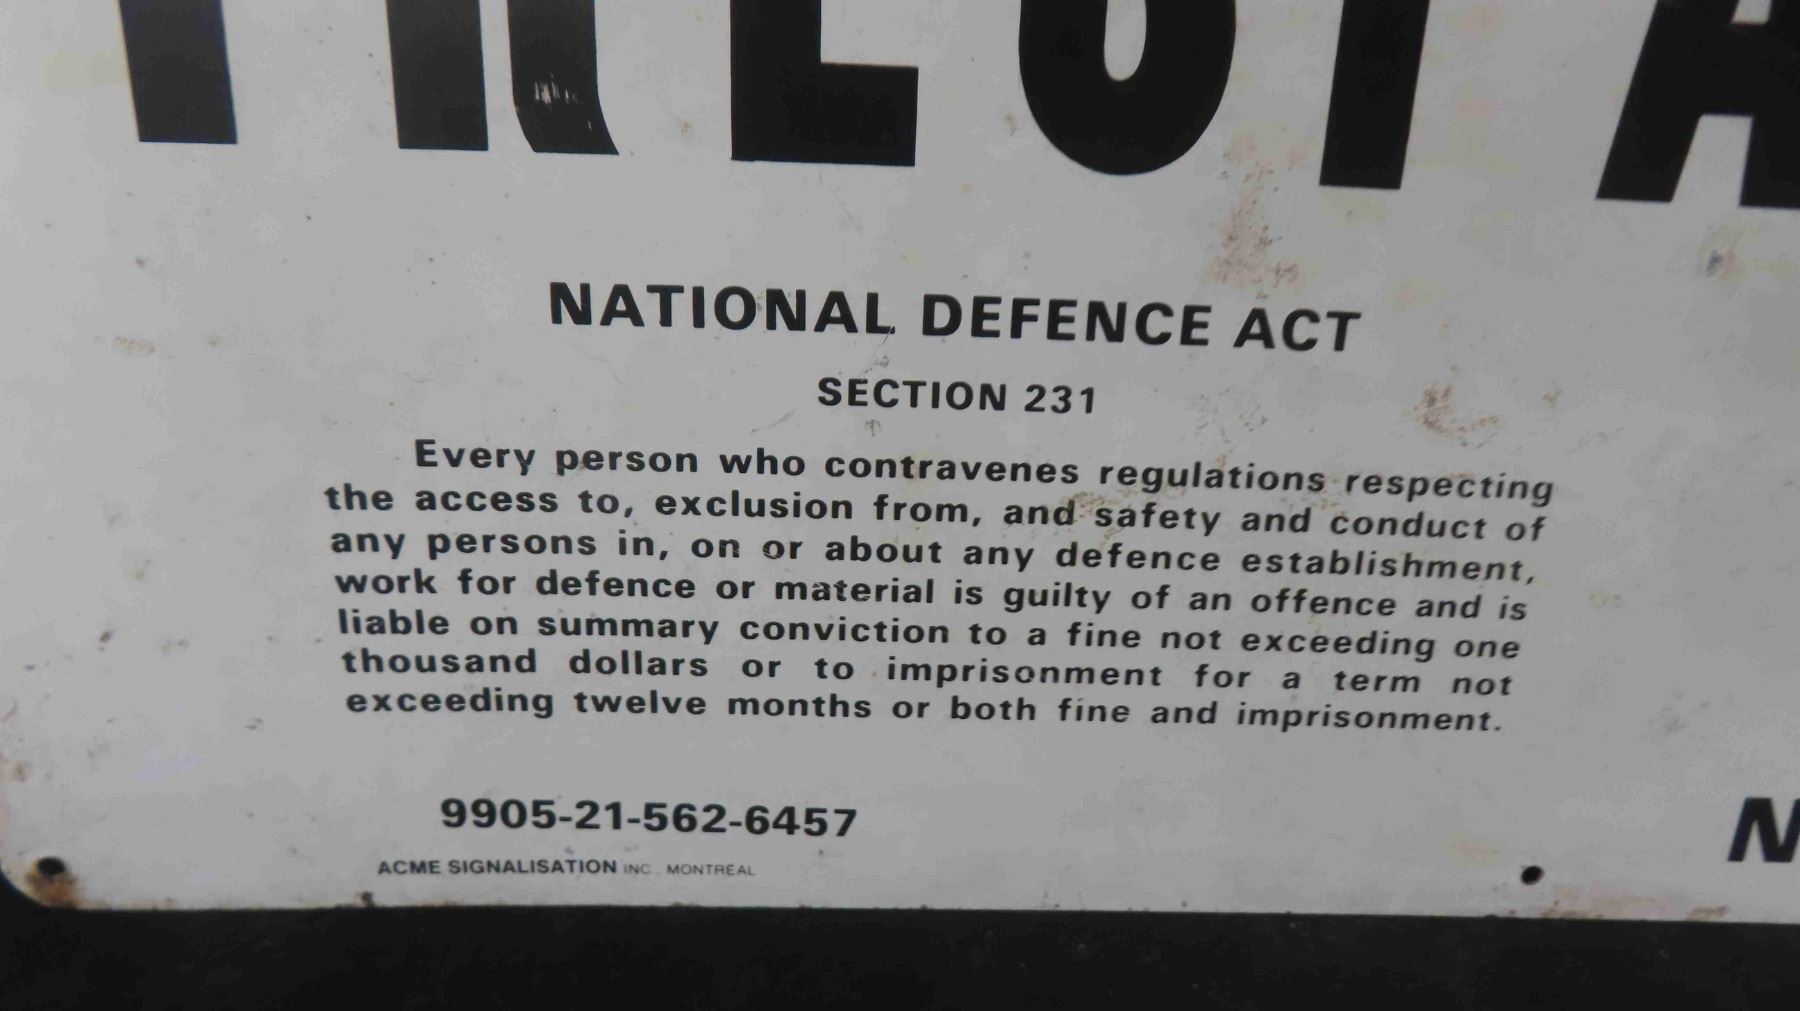 NATIONAL DEFENCE ACT
SECTION 231
Every person who contravenes regulations respecting
the access to, exclusion from, and safety and conduct of
any persons in, on or about any defence establishment,
work for defence or material is guilty of an offence and is
liable on summary conviction to a fine not exceeding one
thousand dollars or to imprisonment for a term not
exceeding twelve months or both fine and imprisonment.
9905-21-562-6457
ACME SIGNALISATION INC. MONTRÉAL